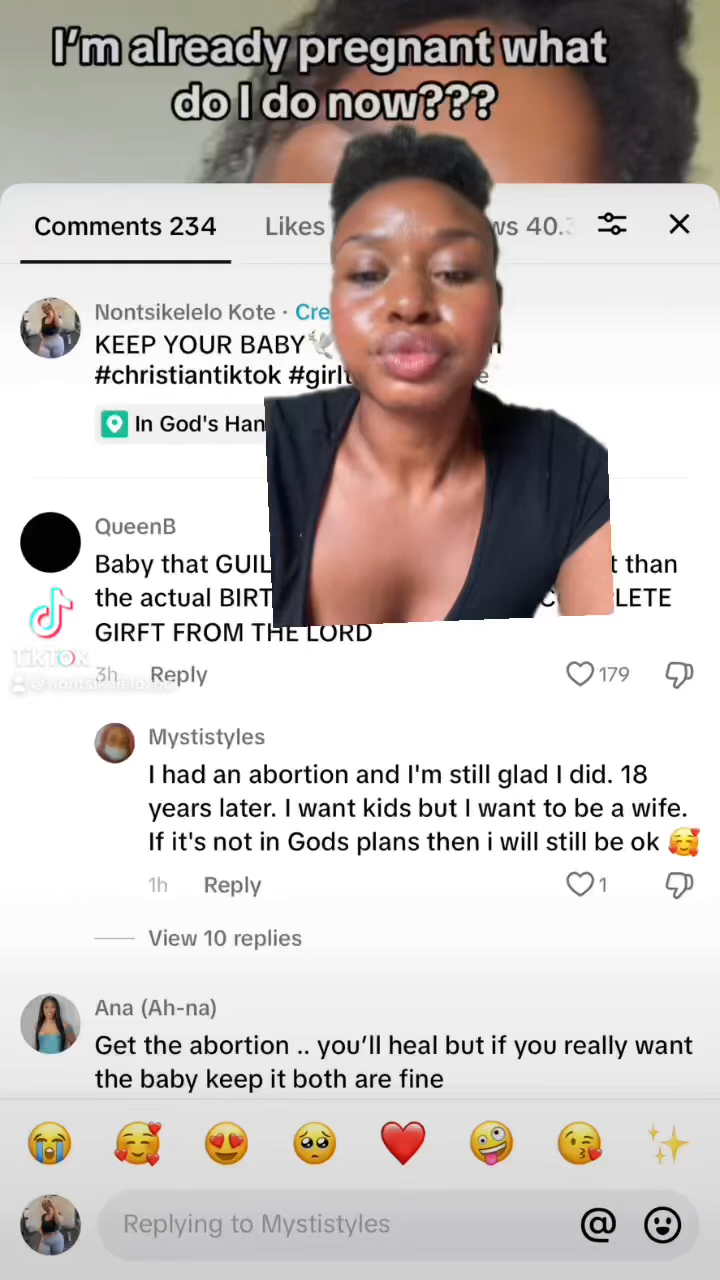 I'm already pregnant what
do I do now???
Comments 234
Likes
ws 40.
Nontsikelelo Kote · Cre
KEEP YOUR BABY🕊️
#christiantiktok #girlt
e
In God's Han
QueenB
Baby that GUIL t than
the actual BIRT LETE
GIRFT FROM THE LORD
TikTok
3h Reply
179
Mystistyles
I had an abortion and I'm still glad I did. 18
years later. I want kids but I want to be a wife.
If it's not in Gods plans then i will still be ok 🥰
1h Reply
1
View 10 replies
Ana (Ah-na)
Get the abortion .. you'll heal but if you really want
the baby keep it both are fine
😭 🥰 😍 🥺 ❤️ 🤪 😘 ✨
Replying to Mystistyles
@